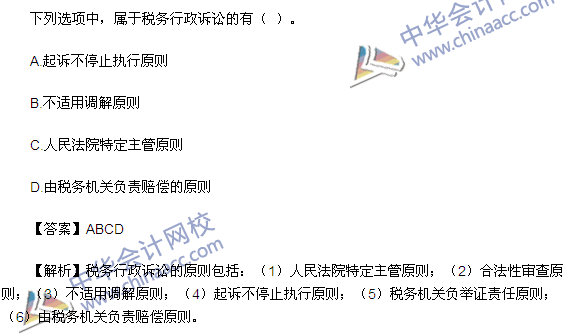 下列选项中，属于税务行政诉讼的有（ ）。
中华会计网校
www.chinaacc.com
A.起诉不停止执行原则
B.不适用调解原则
C.人民法院特定主管原则
D.由税务机关负责赔偿的原则
【答案】ABCD
中华会计网校
www.chinaacc.com
【解析】税务行政诉讼的原则包括：（1）人民法院特定主管原则；（2）合法性审查原
则；（3）不适用调解原则；（4）起诉不停止执行原则；（5）税务机关负举证责任原则；
（6）由税务机关负责赔偿原则。